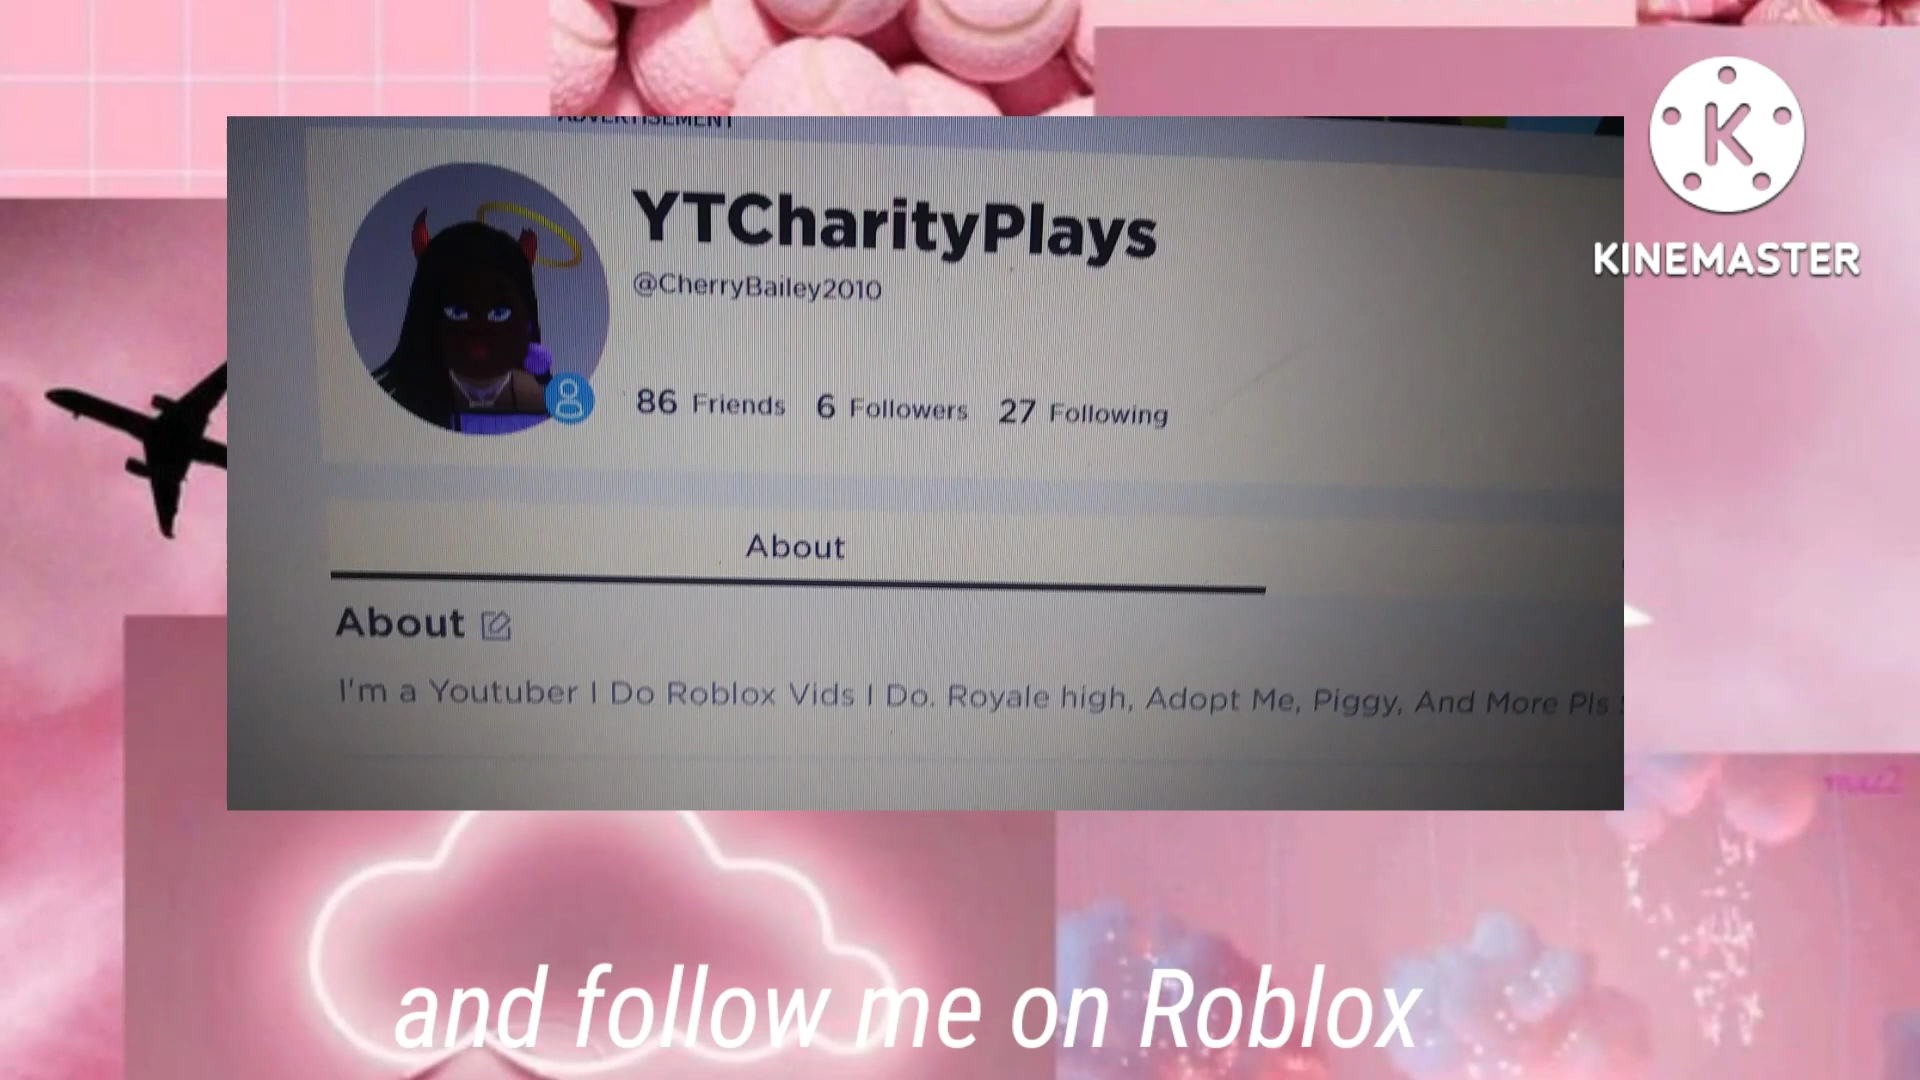 ADVERTISEMENT
YTCharityPlays
@CherryBailey2010
86 Friends 6 Followers 27 Following
About
About
I'm a Youtuber I Do Roblox Vids I Do. Royale high, Adopt Me, Piggy, And More Pls
K
KINEMASTER
and follow me on Roblox